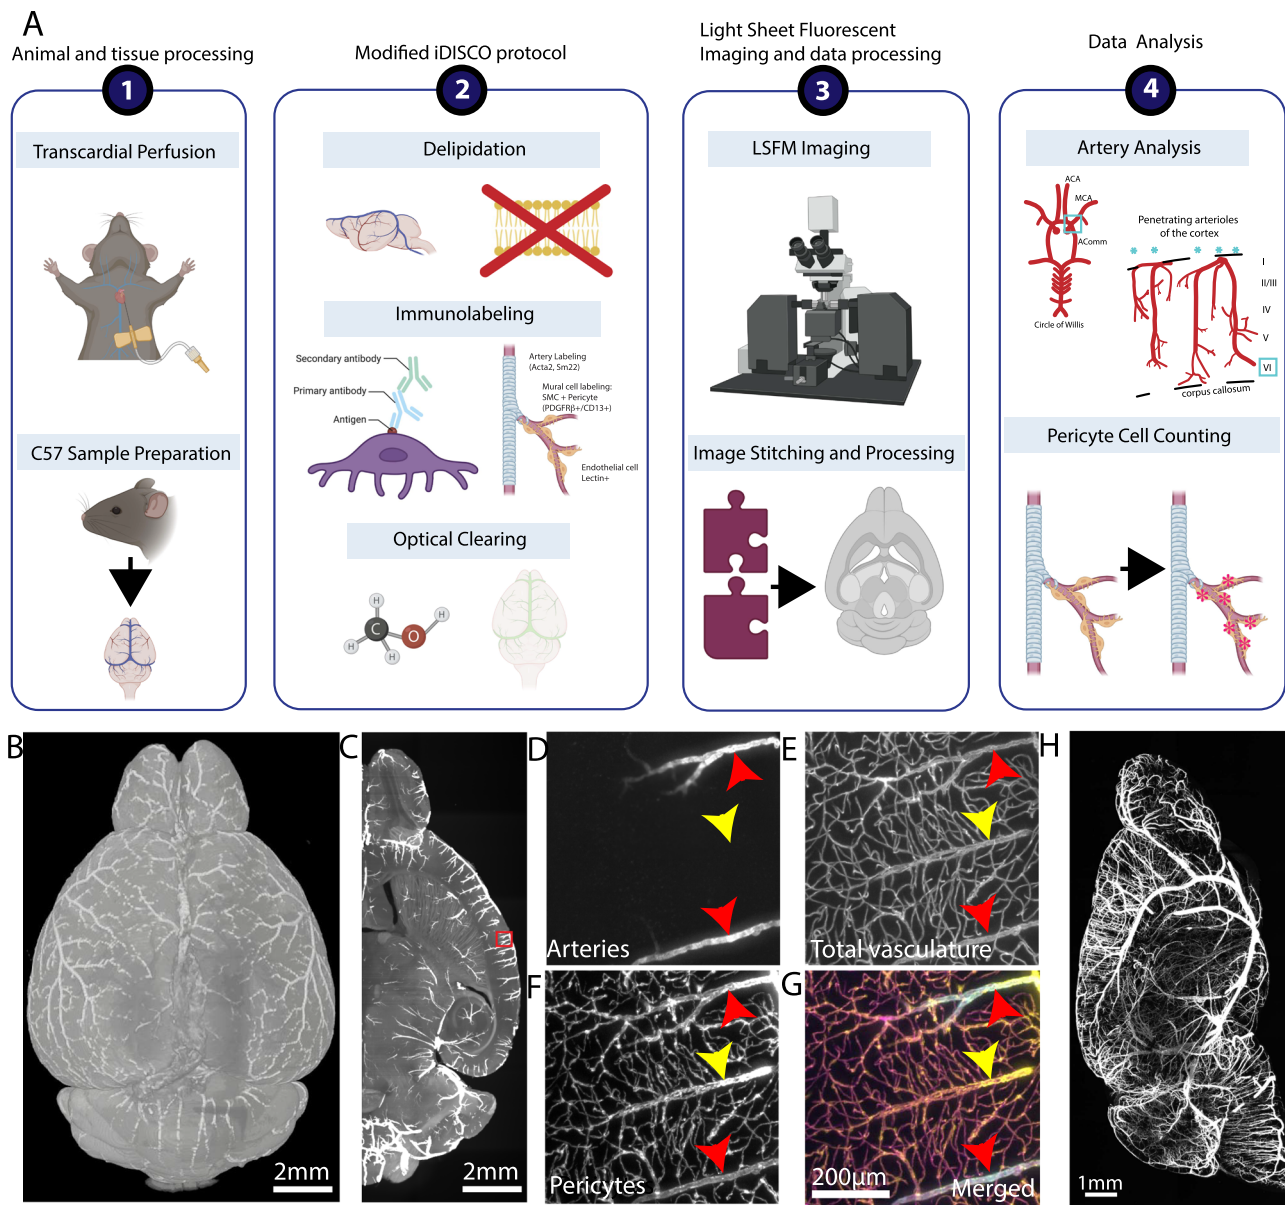 A
Animal and tissue processing
1
Transcardial Perfusion
C57 Sample Preparation
Modified iDISCO protocol
2
Delipidation
Immunolabeling
Secondary antibody
Primary antibody
Antigen
Artery Labeling
(Acta2, Sm22)
Mural cell labeling:
SMC + Pericyte
(PDGFRβ+/CD13+)
Endothelial cell
Lectin+
Optical Clearing
H
H
C
O
H
H
Light Sheet Fluorescent
Imaging and data processing
3
LSFM Imaging
Image Stitching and Processing
Data Analysis
4
Artery Analysis
ACA
MCA
AComm
Circle of Willis
Penetrating arterioles
of the cortex
* * * * *
I
II/III
IV
V
VI
corpus callosum
Pericyte Cell Counting
B
2mm
C
2mm
D
Arteries
E
Total vasculature
F
Pericytes
G
200µm
Merged
H
1mm